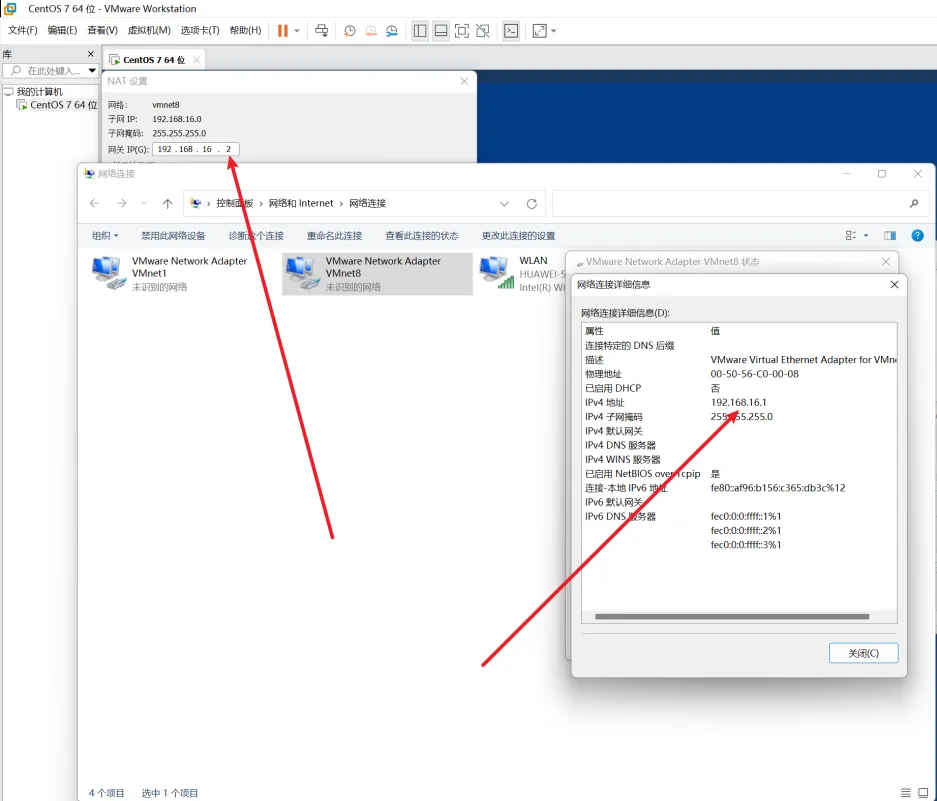 CentOS 7 64 位 - VMware Workstation
文件(F) 编辑(E) 查看(V) 虚拟机(M) 选项卡(T) 帮助(H)
库
在此处键入...
我的计算机
CentOS 7 64 位
CentOS 7 64 位
NAT 设置
网络: vmnet8
子网 IP: 192.168.16.0
子网掩码: 255.255.255.0
网关 IP(G): 192 . 168 . 16 . 2
网络连接
控制面板 › 网络和 Internet › 网络连接
组织 禁用此网络设备 诊断这个连接 重命名此连接 查看此连接的状态 更改此连接的设置
VMware Network Adapter
VMnet1
未识别的网络
VMware Network Adapter
VMnet8
未识别的网络
WLAN
HUAWEI-5
Intel(R) Wi
VMware Network Adapter VMnet8 状态
网络连接详细信息
网络连接详细信息(D):
属性 值
连接特定的 DNS 后缀
描述 VMware Virtual Ethernet Adapter for VMne
物理地址 00-50-56-C0-00-08
已启用 DHCP 否
IPv4 地址 192.168.16.1
IPv4 子网掩码 255.255.255.0
IPv4 默认网关
IPv4 DNS 服务器
IPv4 WINS 服务器
已启用 NetBIOS over Tcpip 是
连接-本地 IPv6 地址 fe80::af96:b156:c365:db3c%12
IPv6 默认网关
IPv6 DNS 服务器 fec0:0:0:ffff::1%1
fec0:0:0:ffff::2%1
fec0:0:0:ffff::3%1
关闭(C)
4 个项目 选中 1 个项目